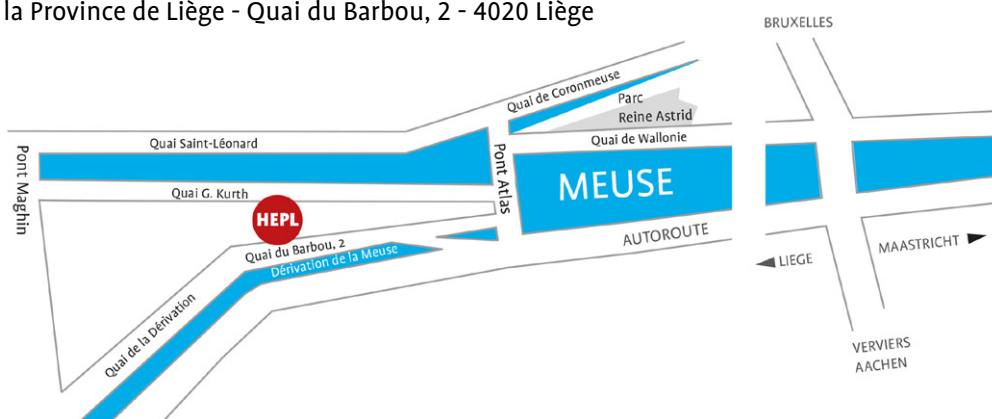 la Province de Liège - Quai du Barbou, 2 - 4020 Liège
BRUXELLES
Quai de Coronmeuse
Parc
Reine Astrid
Quai Saint-Léonard
Quai de Wallonie
Pont Maghin
Pont Atlas
MEUSE
Quai G. Kurth
HEPL
Quai du Barbou, 2
Dérivation de la Meuse
AUTOROUTE
MAASTRICHT
LIEGE
Quai de la Dérivation
VERVIERS
AACHEN